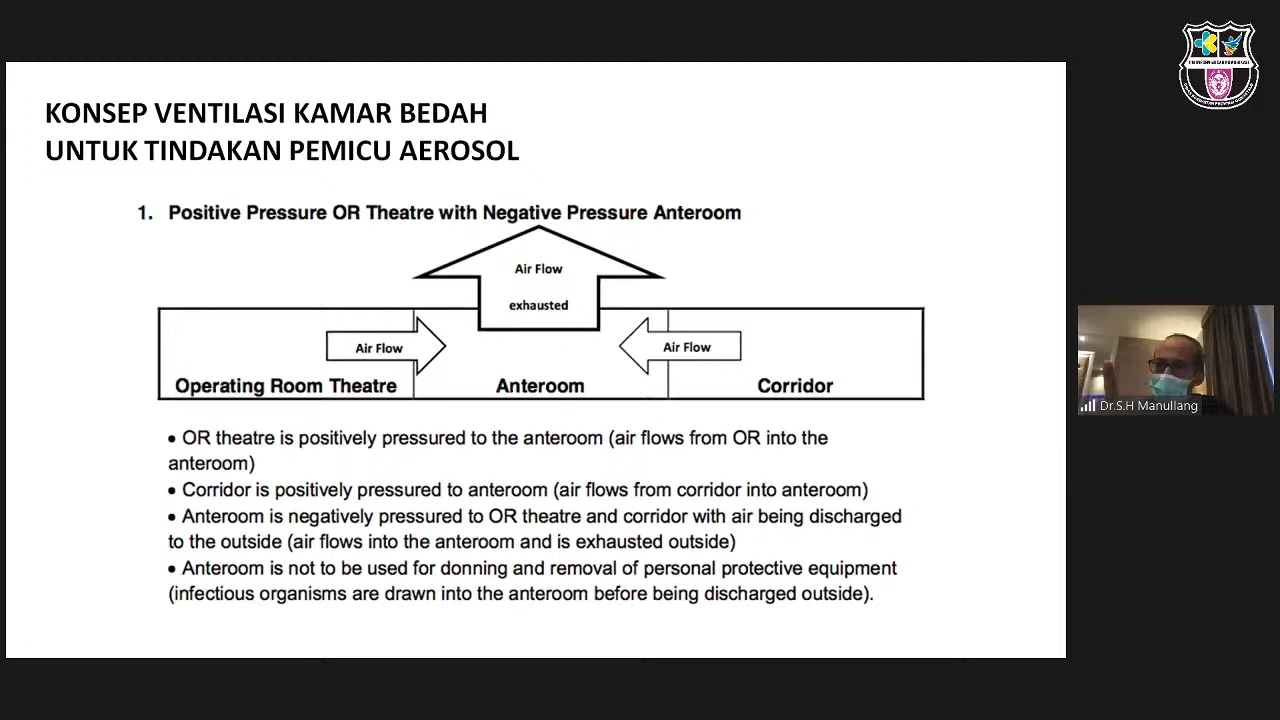 KONSEP VENTILASI KAMAR BEDAH
UNTUK TINDAKAN PEMICU AEROSOL
1. Positive Pressure OR Theatre with Negative Pressure Anteroom
Air Flow
exhausted
Air Flow
Air Flow
Operating Room Theatre
Anteroom
Corridor
• OR theatre is positively pressured to the anteroom (air flows from OR into the
anteroom)
• Corridor is positively pressured to anteroom (air flows from corridor into anteroom)
• Anteroom is negatively pressured to OR theatre and corridor with air being discharged
to the outside (air flows into the anteroom and is exhausted outside)
• Anteroom is not to be used for donning and removal of personal protective equipment
(infectious organisms are drawn into the anteroom before being discharged outside).
Dr.S.H Manullang